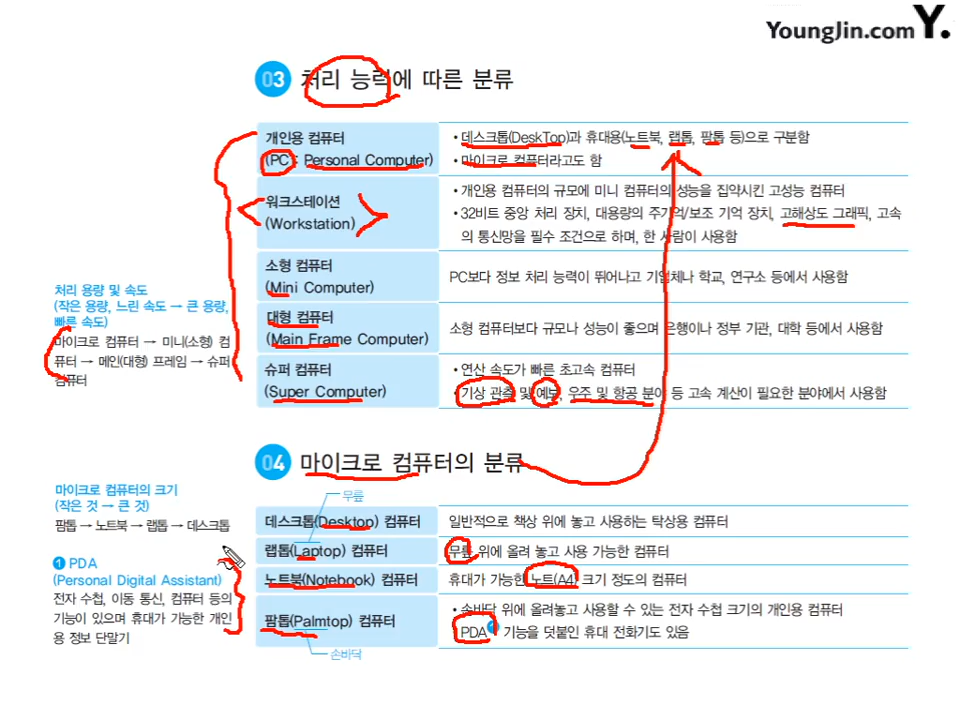 YoungJin.com Y.
03 처리 능력에 따른 분류
개인용 컴퓨터
(PC : Personal Computer)
• 데스크톱(DeskTop)과 휴대용(노트북, 랩톱, 팜톱 등)으로 구분함
• 마이크로 컴퓨터라고도 함
워크스테이션
(Workstation)
• 개인용 컴퓨터의 규모에 미니 컴퓨터의 성능을 집약시킨 고성능 컴퓨터
• 32비트 중앙 처리 장치, 대용량의 주기억/보조 기억 장치, 고해상도 그래픽, 고속
의 통신망을 필수 조건으로 하며, 한 사람이 사용함
소형 컴퓨터
(Mini Computer)
PC보다 정보 처리 능력이 뛰어나고 기업체나 학교, 연구소 등에서 사용함
대형 컴퓨터
(Main Frame Computer)
소형 컴퓨터보다 규모나 성능이 좋으며 은행이나 정부 기관, 대학 등에서 사용함
슈퍼 컴퓨터
(Super Computer)
• 연산 속도가 빠른 초고속 컴퓨터
• 기상 관측 및 예보, 우주 및 항공 분야 등 고속 계산이 필요한 분야에서 사용함
처리 용량 및 속도
(작은 용량, 느린 속도 → 큰 용량,
빠른 속도)
마이크로 컴퓨터 → 미니(소형) 컴
퓨터 → 메인(대형) 프레임 → 슈퍼
컴퓨터
04 마이크로 컴퓨터의 분류
무릎
데스크톱(Desktop) 컴퓨터
일반적으로 책상 위에 놓고 사용하는 탁상용 컴퓨터
랩톱(Laptop) 컴퓨터
무릎 위에 올려 놓고 사용 가능한 컴퓨터
노트북(Notebook) 컴퓨터
휴대가 가능한 노트(A4) 크기 정도의 컴퓨터
팜톱(Palmtop) 컴퓨터
• 손바닥 위에 올려놓고 사용할 수 있는 전자 수첩 크기의 개인용 컴퓨터
• PDA❶ 기능을 덧붙인 휴대 전화기도 있음
손바닥
마이크로 컴퓨터의 크기
(작은 것 → 큰 것)
팜톱 → 노트북 → 랩톱 → 데스크톱
❶ PDA
(Personal Digital Assistant)
전자 수첩, 이동 통신, 컴퓨터 등의
기능이 있으며 휴대가 가능한 개인
용 정보 단말기